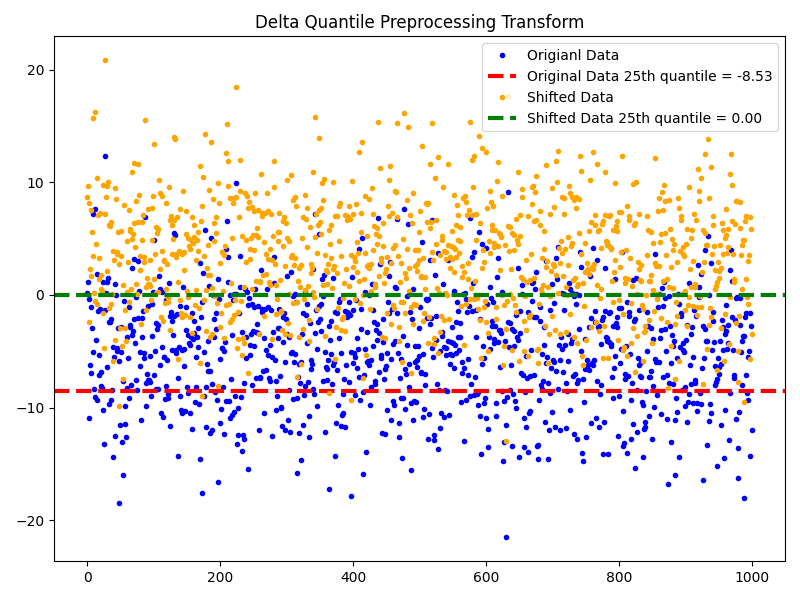 Delta Quantile Preprocessing Transform
Origianl Data
Original Data 25th quantile = -8.53
Shifted Data
Shifted Data 25th quantile = 0.00
20
10
0
−10
−20
0 200 400 600 800 1000